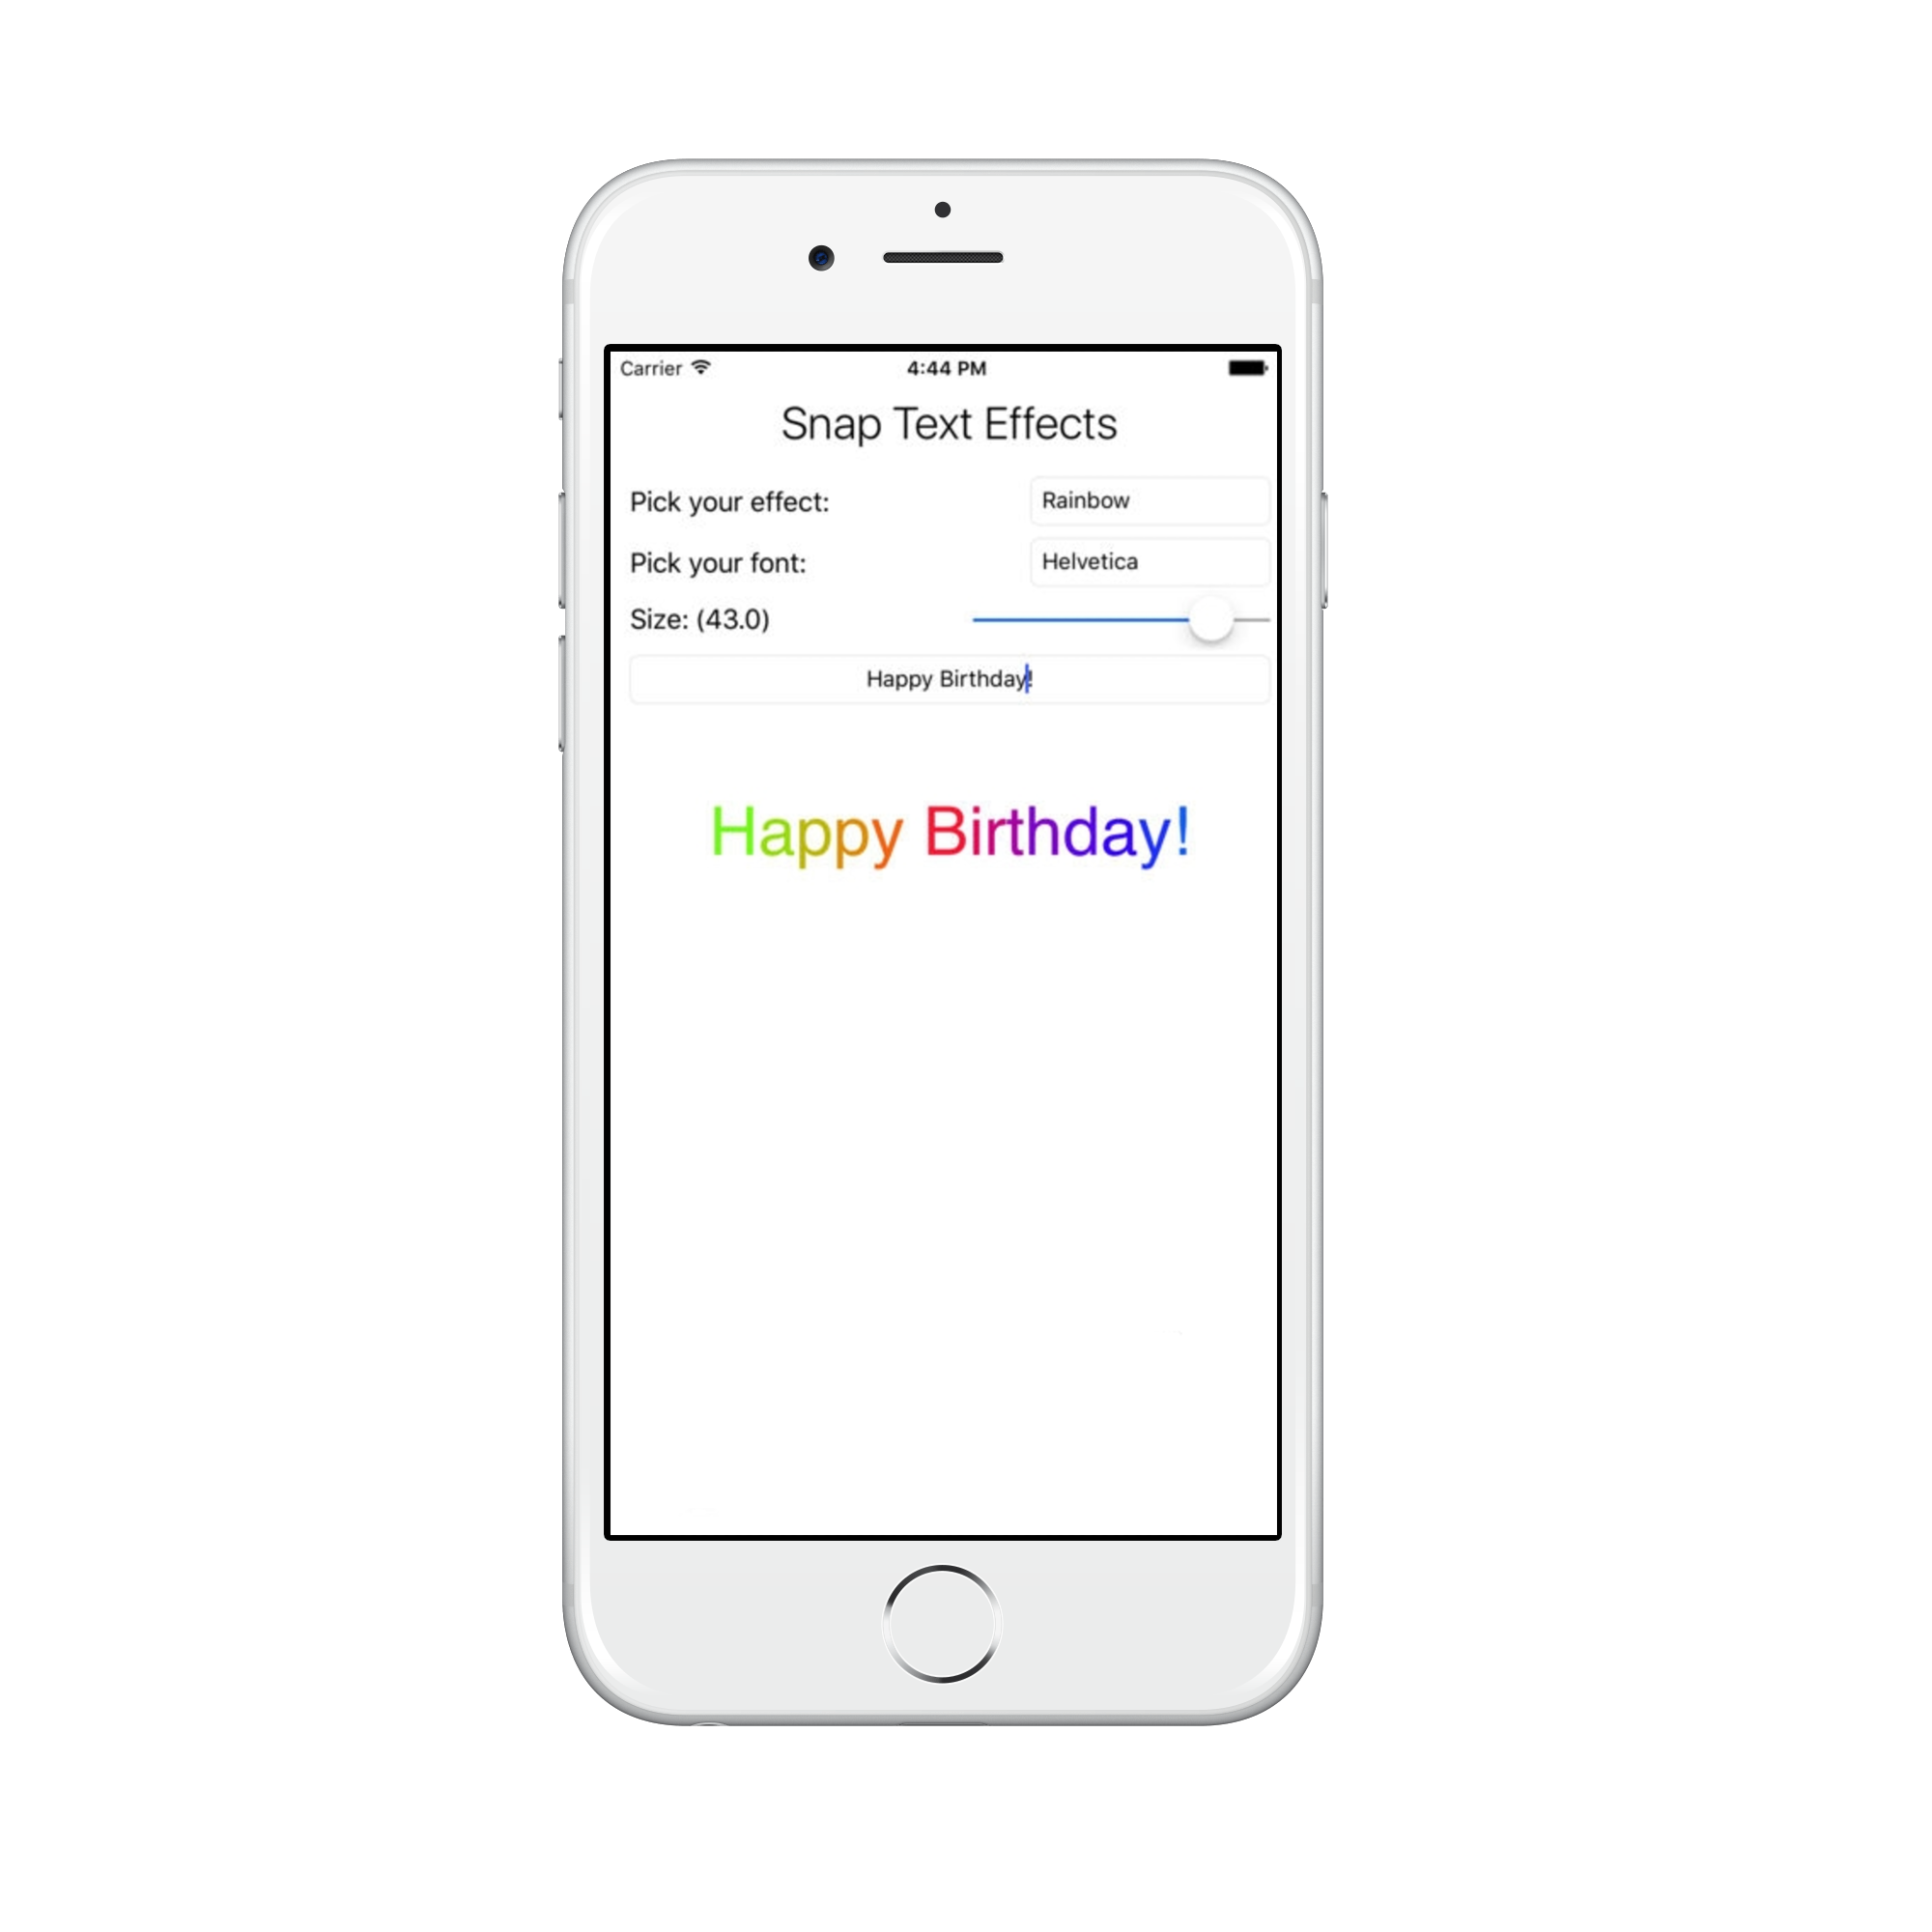 Carrier 4:44 PM
Snap Text Effects
Pick your effect: Rainbow
Pick your font: Helvetica
Size: (43.0)
Happy Birthday!
Happy Birthday!